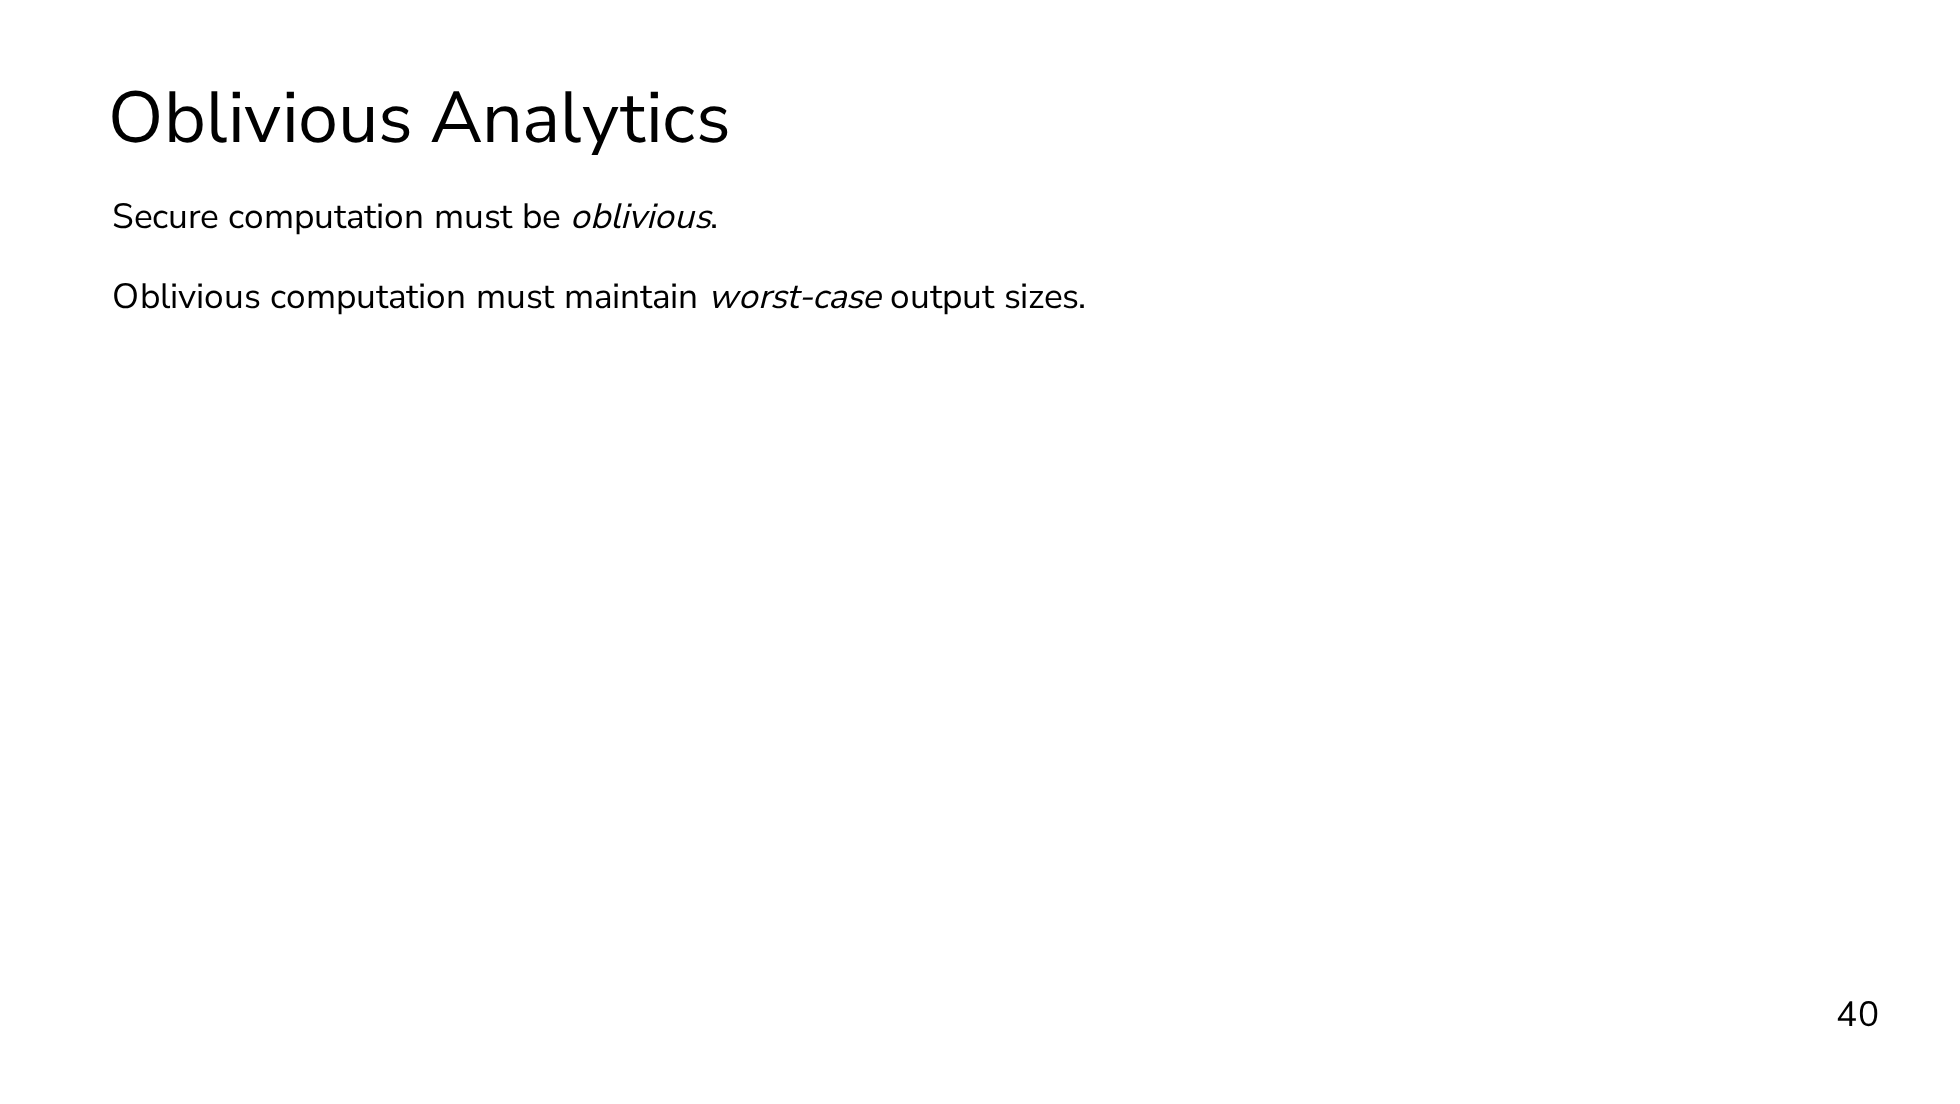 Oblivious Analytics
Secure computation must be oblivious.
Oblivious computation must maintain worst-case output sizes.
40